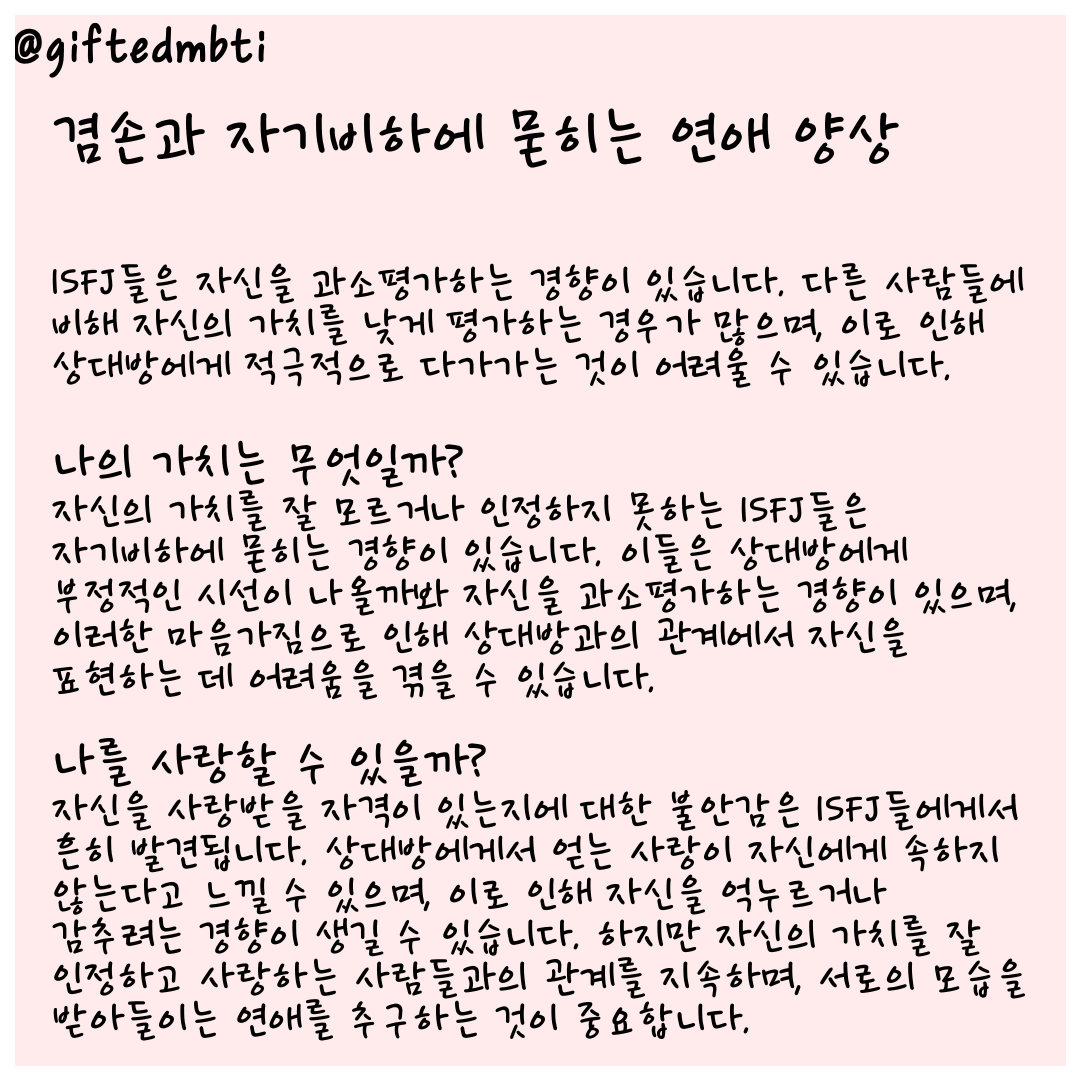 @giftedmbti
겸손과 자기비하에 묻히는 연애 양상
ISFJ들은 자신을 과소평가하는 경향이 있습니다. 다른 사람들에
비해 자신의 가치를 낮게 평가하는 경우가 많으며, 이로 인해
상대방에게 적극적으로 다가가는 것이 어려울 수 있습니다.
나의 가치는 무엇일까?
자신의 가치를 잘 모르거나 인정하지 못하는 ISFJ들은
자기비하에 묻히는 경향이 있습니다. 이들은 상대방에게
부정적인 시선이 나올까봐 자신을 과소평가하는 경향이 있으며,
이러한 마음가짐으로 인해 상대방과의 관계에서 자신을
표현하는 데 어려움을 겪을 수 있습니다.
나를 사랑할 수 있을까?
자신을 사랑받을 자격이 있는지에 대한 불안감은 ISFJ들에게서
흔히 발견됩니다. 상대방에게서 얻는 사랑이 자신에게 속하지
않는다고 느낄 수 있으며, 이로 인해 자신을 억누르거나
감추려는 경향이 생길 수 있습니다. 하지만 자신의 가치를 잘
인정하고 사랑하는 사람들과의 관계를 지속하며, 서로의 모습을
받아들이는 연애를 추구하는 것이 중요합니다.